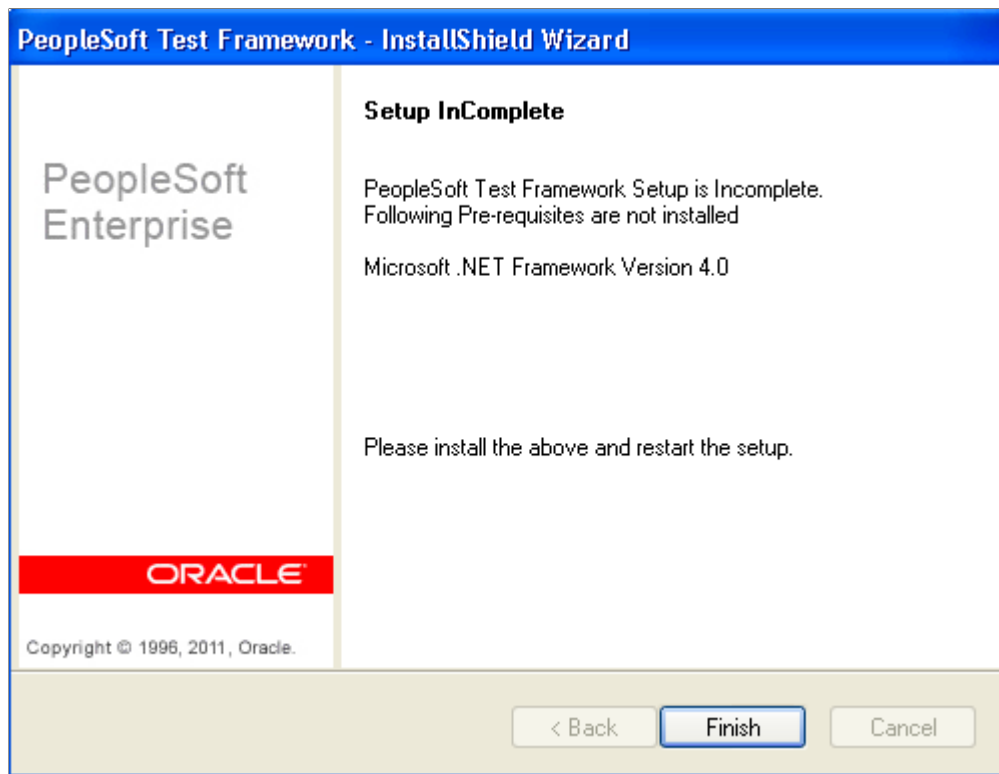 PeopleSoft Test Framework - InstallShield Wizard
Setup InComplete
PeopleSoft
Enterprise
PeopleSoft Test Framework Setup is Incomplete.
Following Pre-requisites are not installed
Microsoft .NET Framework Version 4.0
Please install the above and restart the setup.
ORACLE
Copyright © 1996, 2011, Oracle.
< Back Finish Cancel